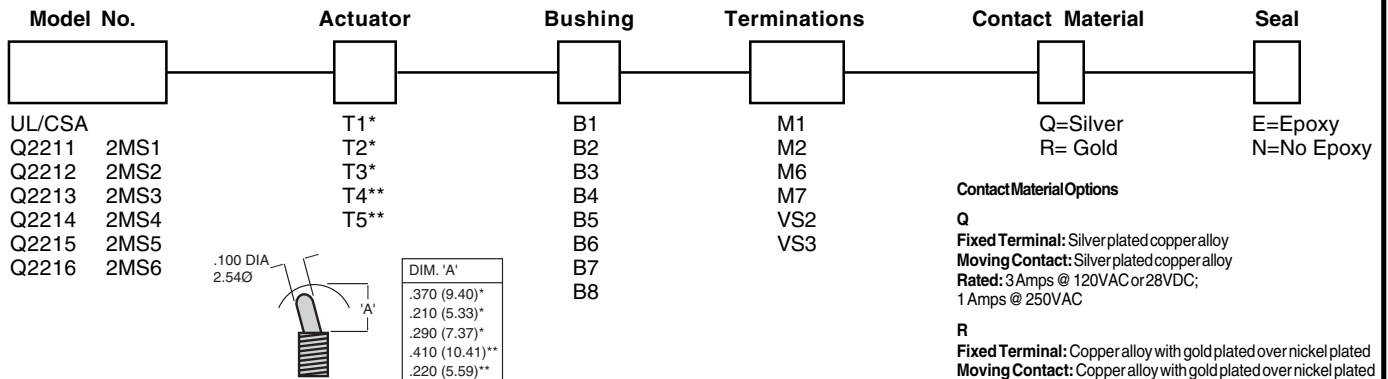 Model No. Actuator Bushing Terminations Contact Material Seal
UL/CSA
Q2211 2MS1
Q2212 2MS2
Q2213 2MS3
Q2214 2MS4
Q2215 2MS5
Q2216 2MS6
T1*
T2*
T3*
T4**
T5**
.100 DIA
2.54Ø
'A'
DIM. 'A'
.370 (9.40)*
.210 (5.33)*
.290 (7.37)*
.410 (10.41)**
.220 (5.59)**
B1
B2
B3
B4
B5
B6
B7
B8
M1
M2
M6
M7
VS2
VS3
Q=Silver
R= Gold
E=Epoxy
N=No Epoxy
Contact Material Options
Q
Fixed Terminal: Silver plated copper alloy
Moving Contact: Silver plated copper alloy
Rated: 3 Amps @ 120VAC or 28VDC;
1 Amps @ 250VAC
R
Fixed Terminal: Copper alloy with gold plated over nickel plated
Moving Contact: Copper alloy with gold plated over nickel plated